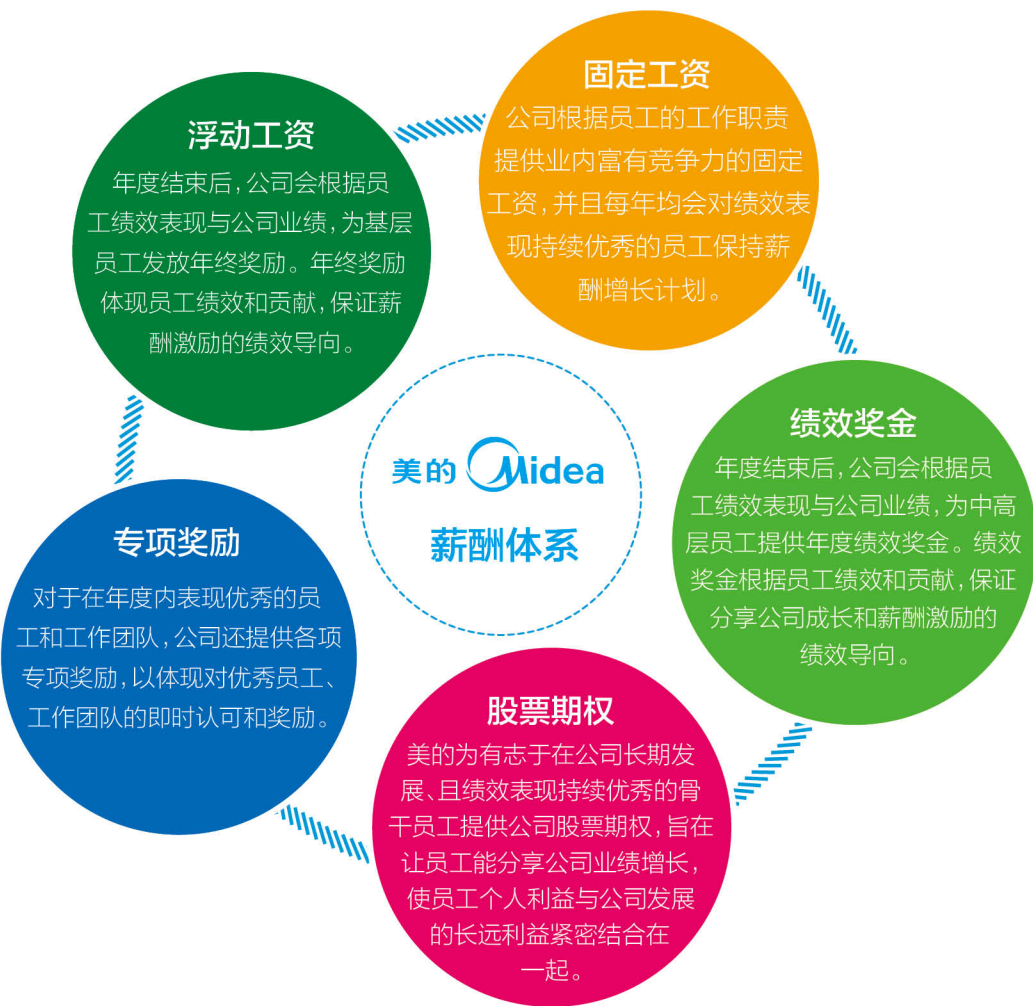 固定工资
公司根据员工的工作职责
提供业内富有竞争力的固定
工资,并且每年均会对绩效表
现持续优秀的员工保持薪
酬增长计划。
浮动工资
年度结束后,公司会根据员
工绩效表现与公司业绩,为基层
员工发放年终奖励。年终奖励
体现员工绩效和贡献,保证薪
酬激励的绩效导向。
美的 Midea
薪酬体系
绩效奖金
年度结束后,公司会根据员
工绩效表现与公司业绩,为中高
层员工提供年度绩效奖金。绩效
奖金根据员工绩效和贡献,保证
分享公司成长和薪酬激励的
绩效导向。
专项奖励
对于在年度内表现优秀的员
工和工作团队,公司还提供各项
专项奖励,以体现对优秀员工、
工作团队的即时认可和奖励。
股票期权
美的为有志于在公司长期发
展、且绩效表现持续优秀的骨
干员工提供公司股票期权,旨在
让员工能分享公司业绩增长,
使员工个人利益与公司发展
的长远利益紧密结合在
一起。